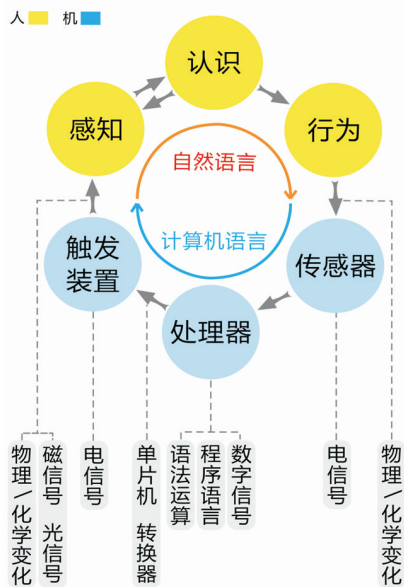 人 机
认识
感知
行为
自然语言
计算机语言
触发
装置
传感器
处理器
物理\化学变化
磁信号 光信号
电信号
单片机 转换器
语法运算
程序语言
数字信号
电信号
物理\化学变化